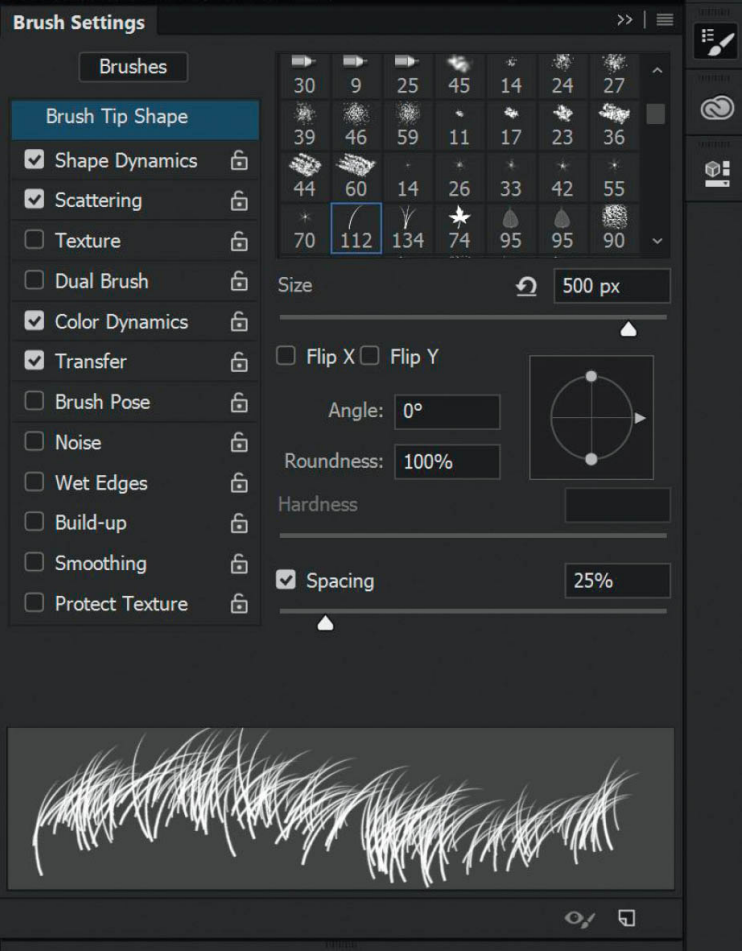 Brush Settings
Brushes
Brush Tip Shape
Shape Dynamics
Scattering
Texture
Dual Brush
Color Dynamics
Transfer
Brush Pose
Noise
Wet Edges
Build-up
Smoothing
Protect Texture
30 9 25 45 14 24 27
39 46 59 11 17 23 36
44 60 14 26 33 42 55
70 112 134 74 95 95 90
Size 500 px
Flip X Flip Y
Angle: 0°
Roundness: 100%
Hardness
Spacing 25%